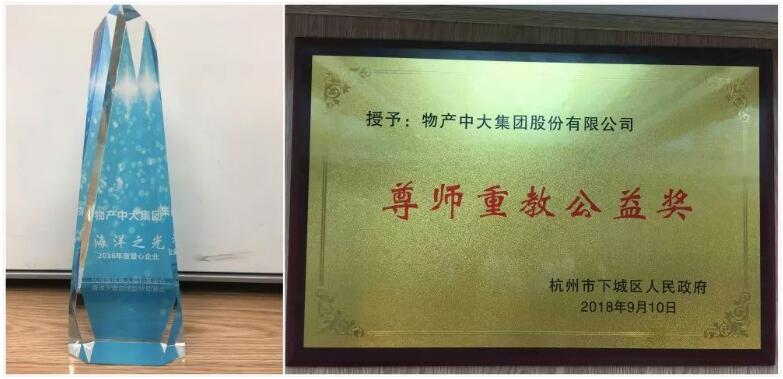 物产中大集团
海洋之光
2018年度爱心企业
授予：物产中大集团股份有限公司
尊师重教公益奖
杭州市下城区人民政府
2018年9月10日